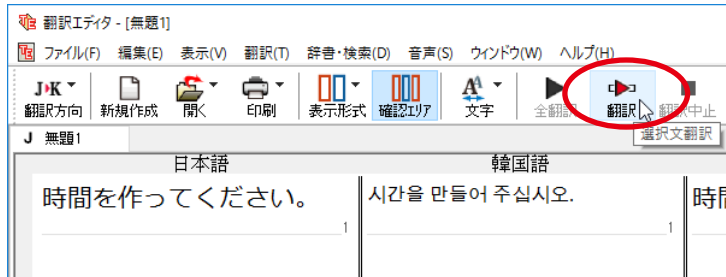 翻訳エディタ - [無題1]
ファイル(F) 編集(E) 表示(V) 翻訳(T) 辞書・検索(D) 音声(S) ウィンドウ(W) ヘルプ(H)
J▶K
翻訳方向 新規作成 開く 印刷 表示形式 確認エリア 文字 全翻訳 翻訳 翻訳中止
選択文翻訳
J 無題1
日本語 韓国語
時間を作ってください。 시간을 만들어 주십시오. 時
1 1